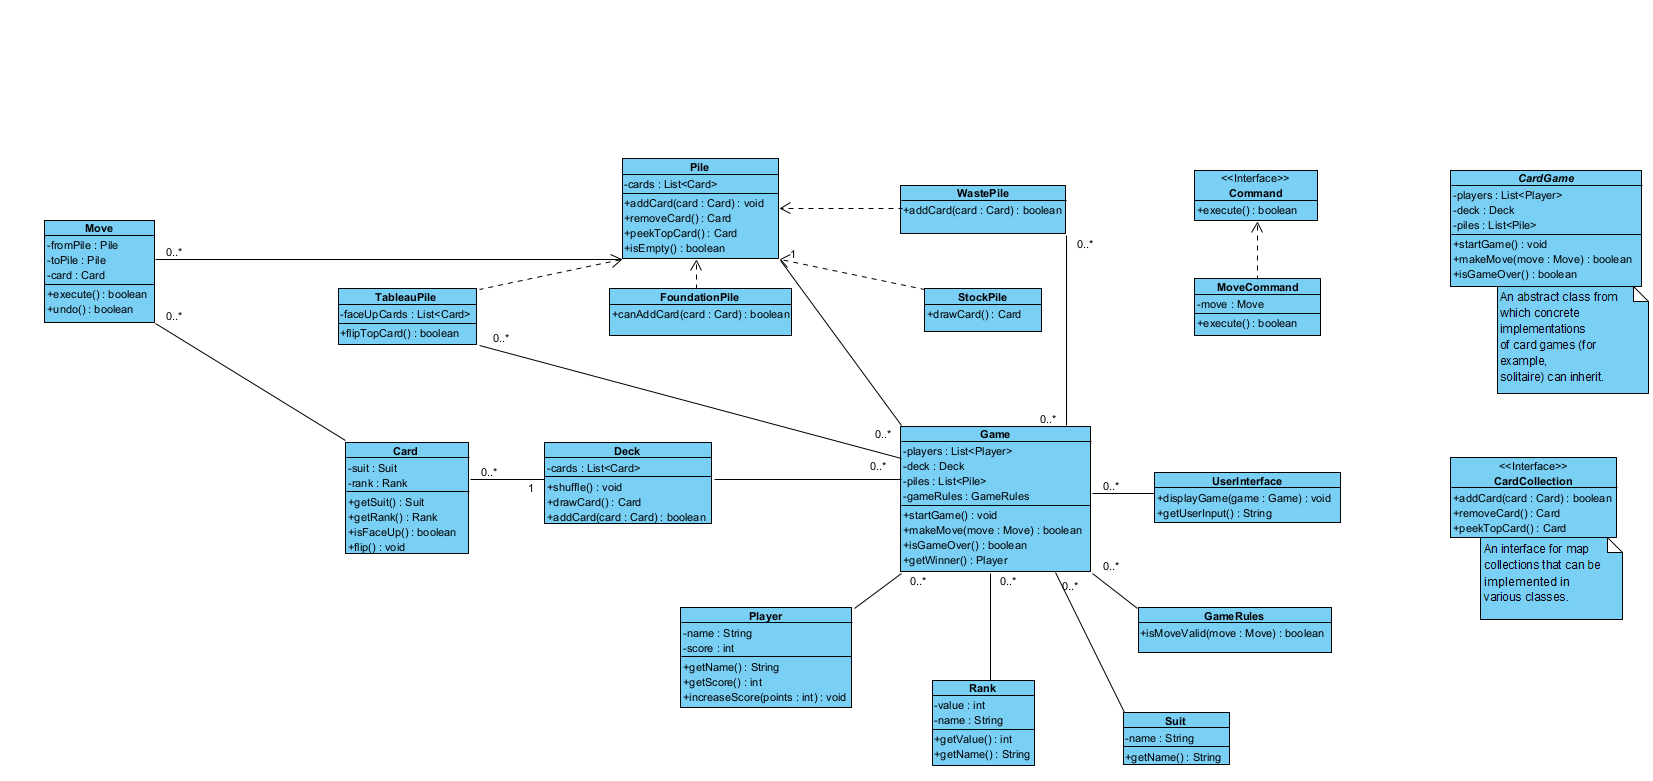 Pile
-cards : List<Card>
+addCard(card : Card) : void
+removeCard() : Card
+peekTopCard() : Card
+isEmpty() : boolean
WastePile
+addCard(card : Card) : boolean
<<Interface>>
Command
+execute() : boolean
CardGame
-players : List<Player>
-deck : Deck
-piles : List<Pile>
+startGame() : void
+makeMove(move : Move) : boolean
+isGameOver() : boolean
An abstract class from
which concrete
implementations
of card games (for
example,
solitaire) can inherit.
Move
-fromPile : Pile
-toPile : Pile
-card : Card
+execute() : boolean
+undo() : boolean
0..*
0..*
0..*
1
TableauPile
-faceUpCards : List<Card>
+flipTopCard() : boolean
FoundationPile
+canAddCard(card : Card) : boolean
StockPile
+drawCard() : Card
MoveCommand
-move : Move
+execute() : boolean
0..*
0..*
0..*
0..*
Card
-suit : Suit
-rank : Rank
+getSuit() : Suit
+getRank() : Rank
+isFaceUp() : boolean
+flip() : void
0..*
1
Deck
-cards : List<Card>
+shuffle() : void
+drawCard() : Card
+addCard(card : Card) : boolean
Game
-players : List<Player>
-deck : Deck
-piles : List<Pile>
-gameRules : GameRules
+startGame() : void
+makeMove(move : Move) : boolean
+isGameOver() : boolean
+getWinner() : Player
0..*
UserInterface
+displayGame(game : Game) : void
+getUserInput() : String
<<Interface>>
CardCollection
+addCard(card : Card) : boolean
+removeCard() : Card
+peekTopCard() : Card
An interface for map
collections that can be
implemented in
various classes.
0..*
0..*
0..*
0..*
Player
-name : String
-score : int
+getName() : String
+getScore() : int
+increaseScore(points : int) : void
GameRules
+isMoveValid(move : Move) : boolean
Rank
-value : int
-name : String
+getValue() : int
+getName() : String
Suit
-name : String
+getName() : String